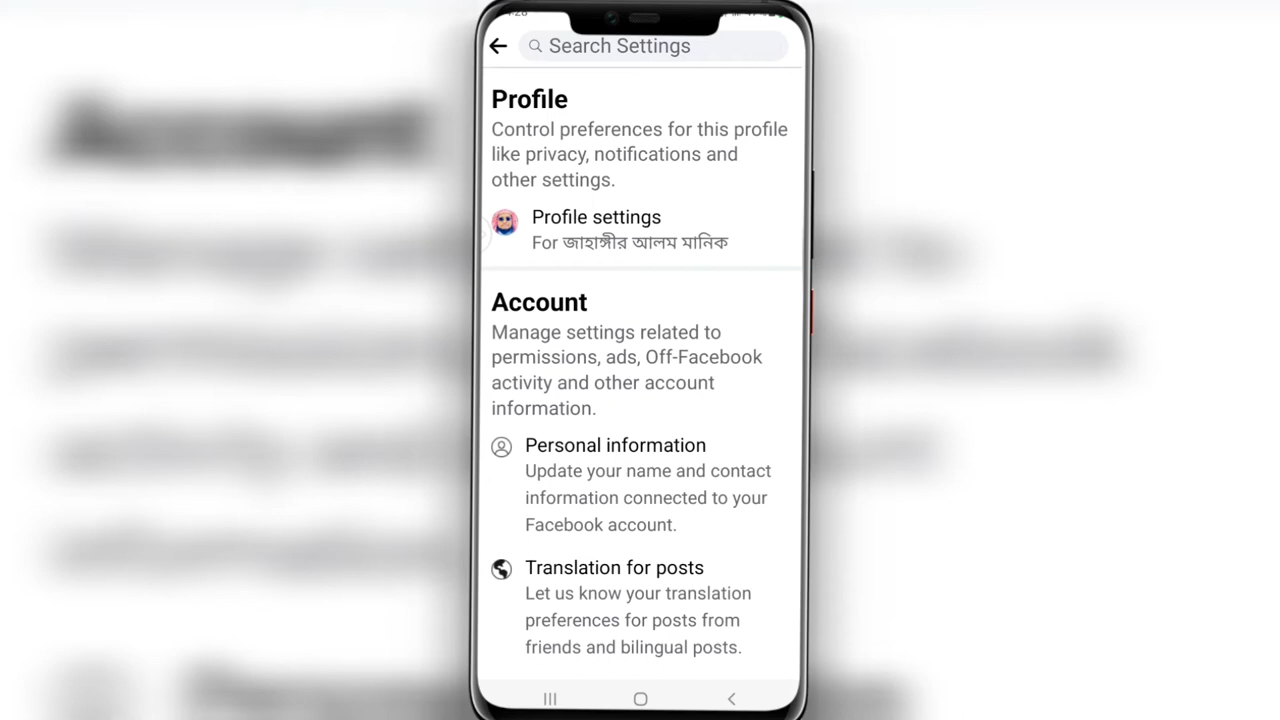 Search Settings
Profile
Control preferences for this profile
like privacy, notifications and
other settings.
Profile settings
For জাহাঙ্গীর আলম মানিক
Account
Manage settings related to
permissions, ads, Off-Facebook
activity and other account
information.
Personal information
Update your name and contact
information connected to your
Facebook account.
Translation for posts
Let us know your translation
preferences for posts from
friends and bilingual posts.